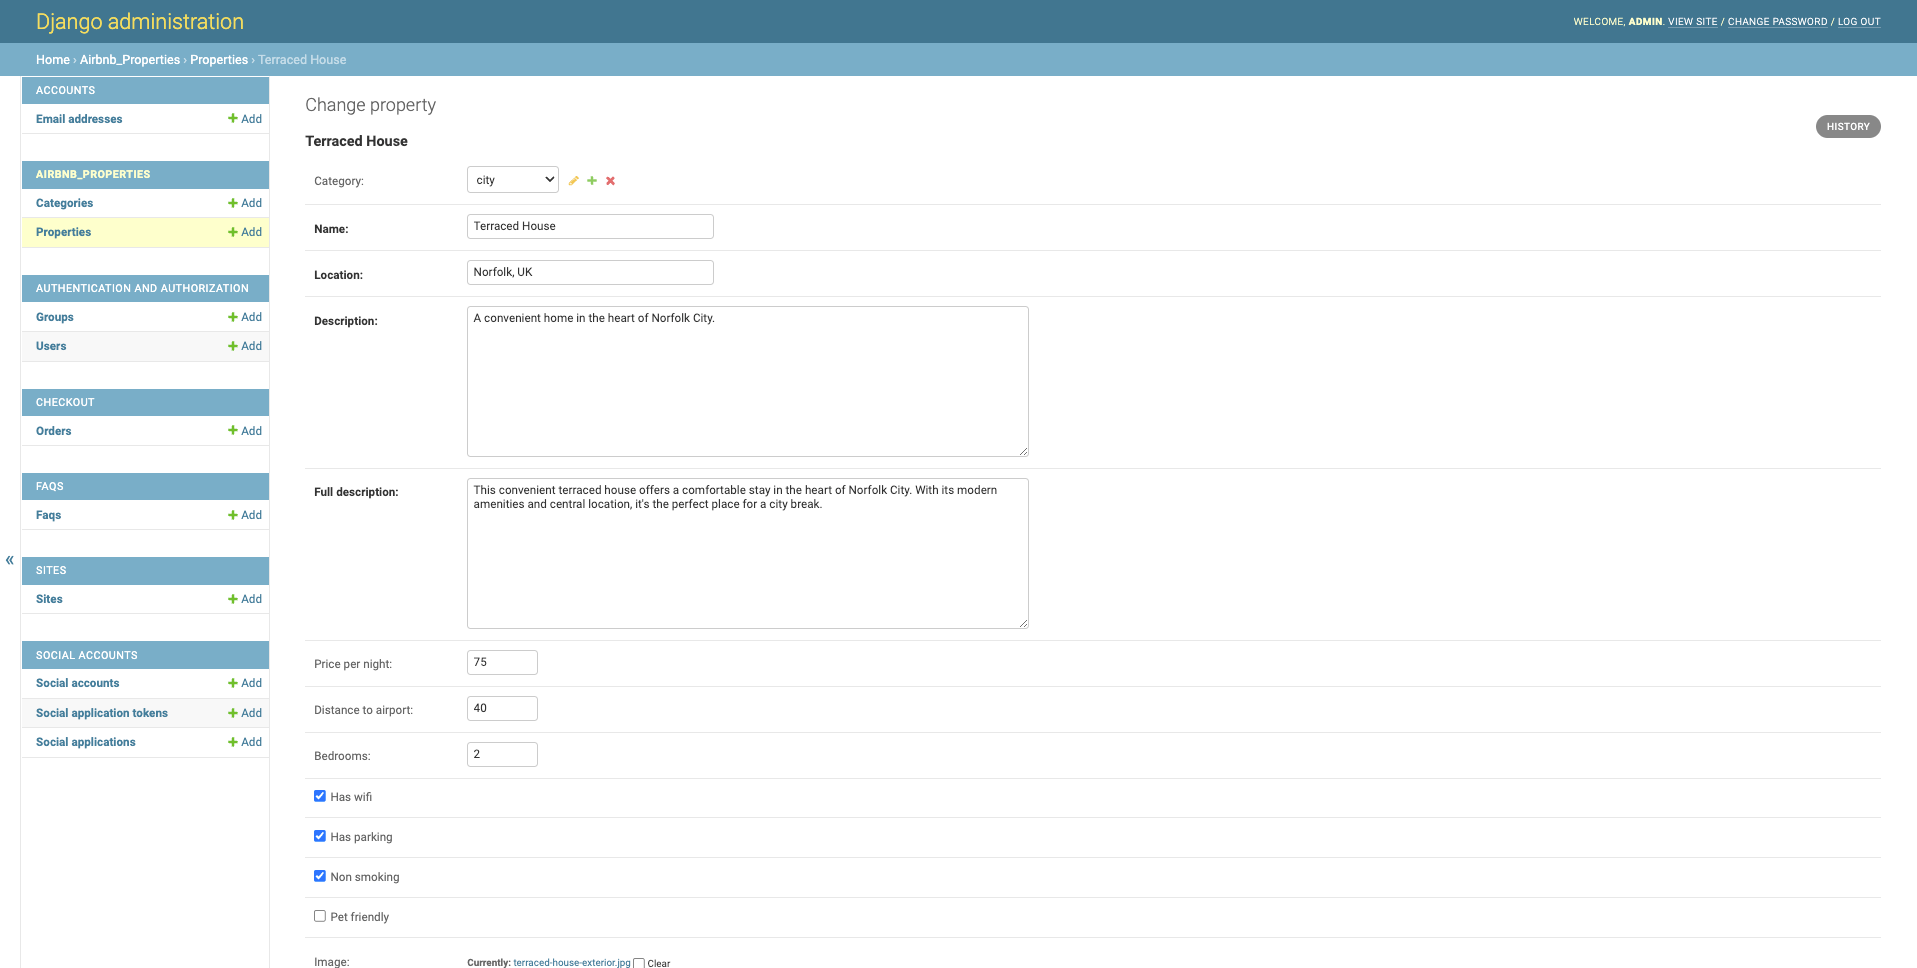 Django administration
WELCOME, ADMIN. VIEW SITE / CHANGE PASSWORD / LOG OUT
Home › Airbnb_Properties › Properties › Terraced House
ACCOUNTS
Email addresses + Add
AIRBNB_PROPERTIES
Categories + Add
Properties + Add
AUTHENTICATION AND AUTHORIZATION
Groups + Add
Users + Add
CHECKOUT
Orders + Add
FAQS
Faqs + Add
SITES
Sites + Add
SOCIAL ACCOUNTS
Social accounts + Add
Social application tokens + Add
Social applications + Add
«
Change property
HISTORY
Terraced House
Category: city
Name: Terraced House
Location: Norfolk, UK
Description: A convenient home in the heart of Norfolk City.
Full description: This convenient terraced house offers a comfortable stay in the heart of Norfolk City. With its modern
amenities and central location, it's the perfect place for a city break.
Price per night: 75
Distance to airport: 40
Bedrooms: 2
Has wifi
Has parking
Non smoking
Pet friendly
Image: Currently: terraced-house-exterior.jpg Clear